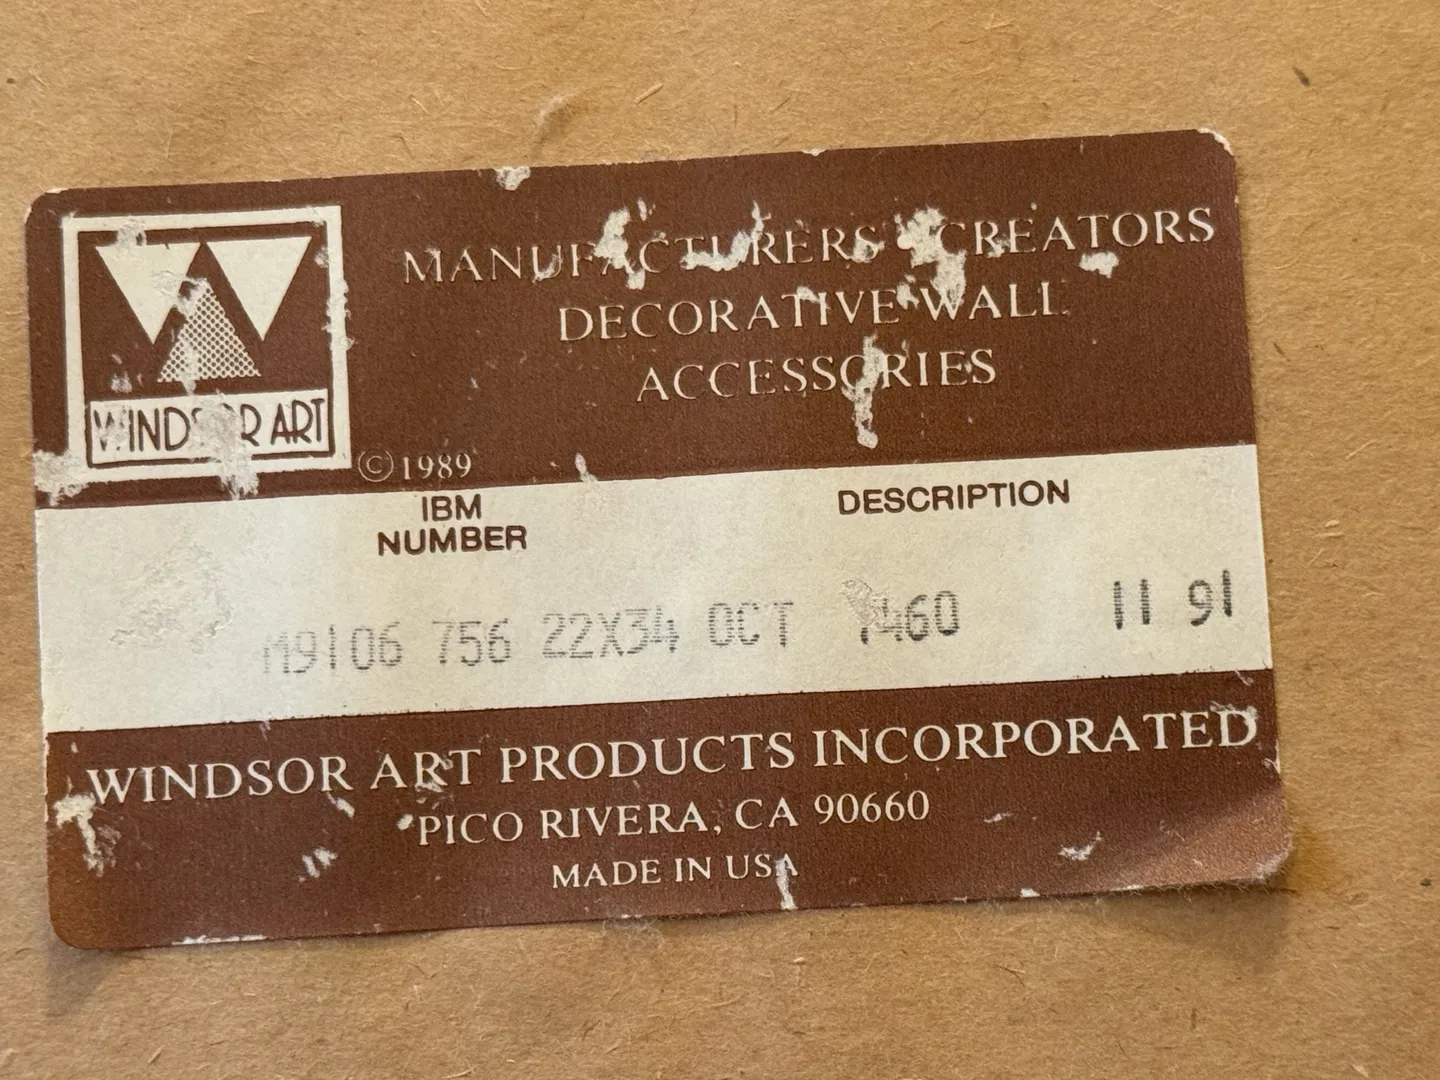 MANUFACTURERS CREATORS
DECORATIVE WALL
ACCESSORIES
WINDSOR ART
©1989
IBM
NUMBER
DESCRIPTION
M9106 756 22X34 OCT 11 91
WINDSOR ART PRODUCTS INCORPORATED
PICO RIVERA, CA 90660
MADE IN USA